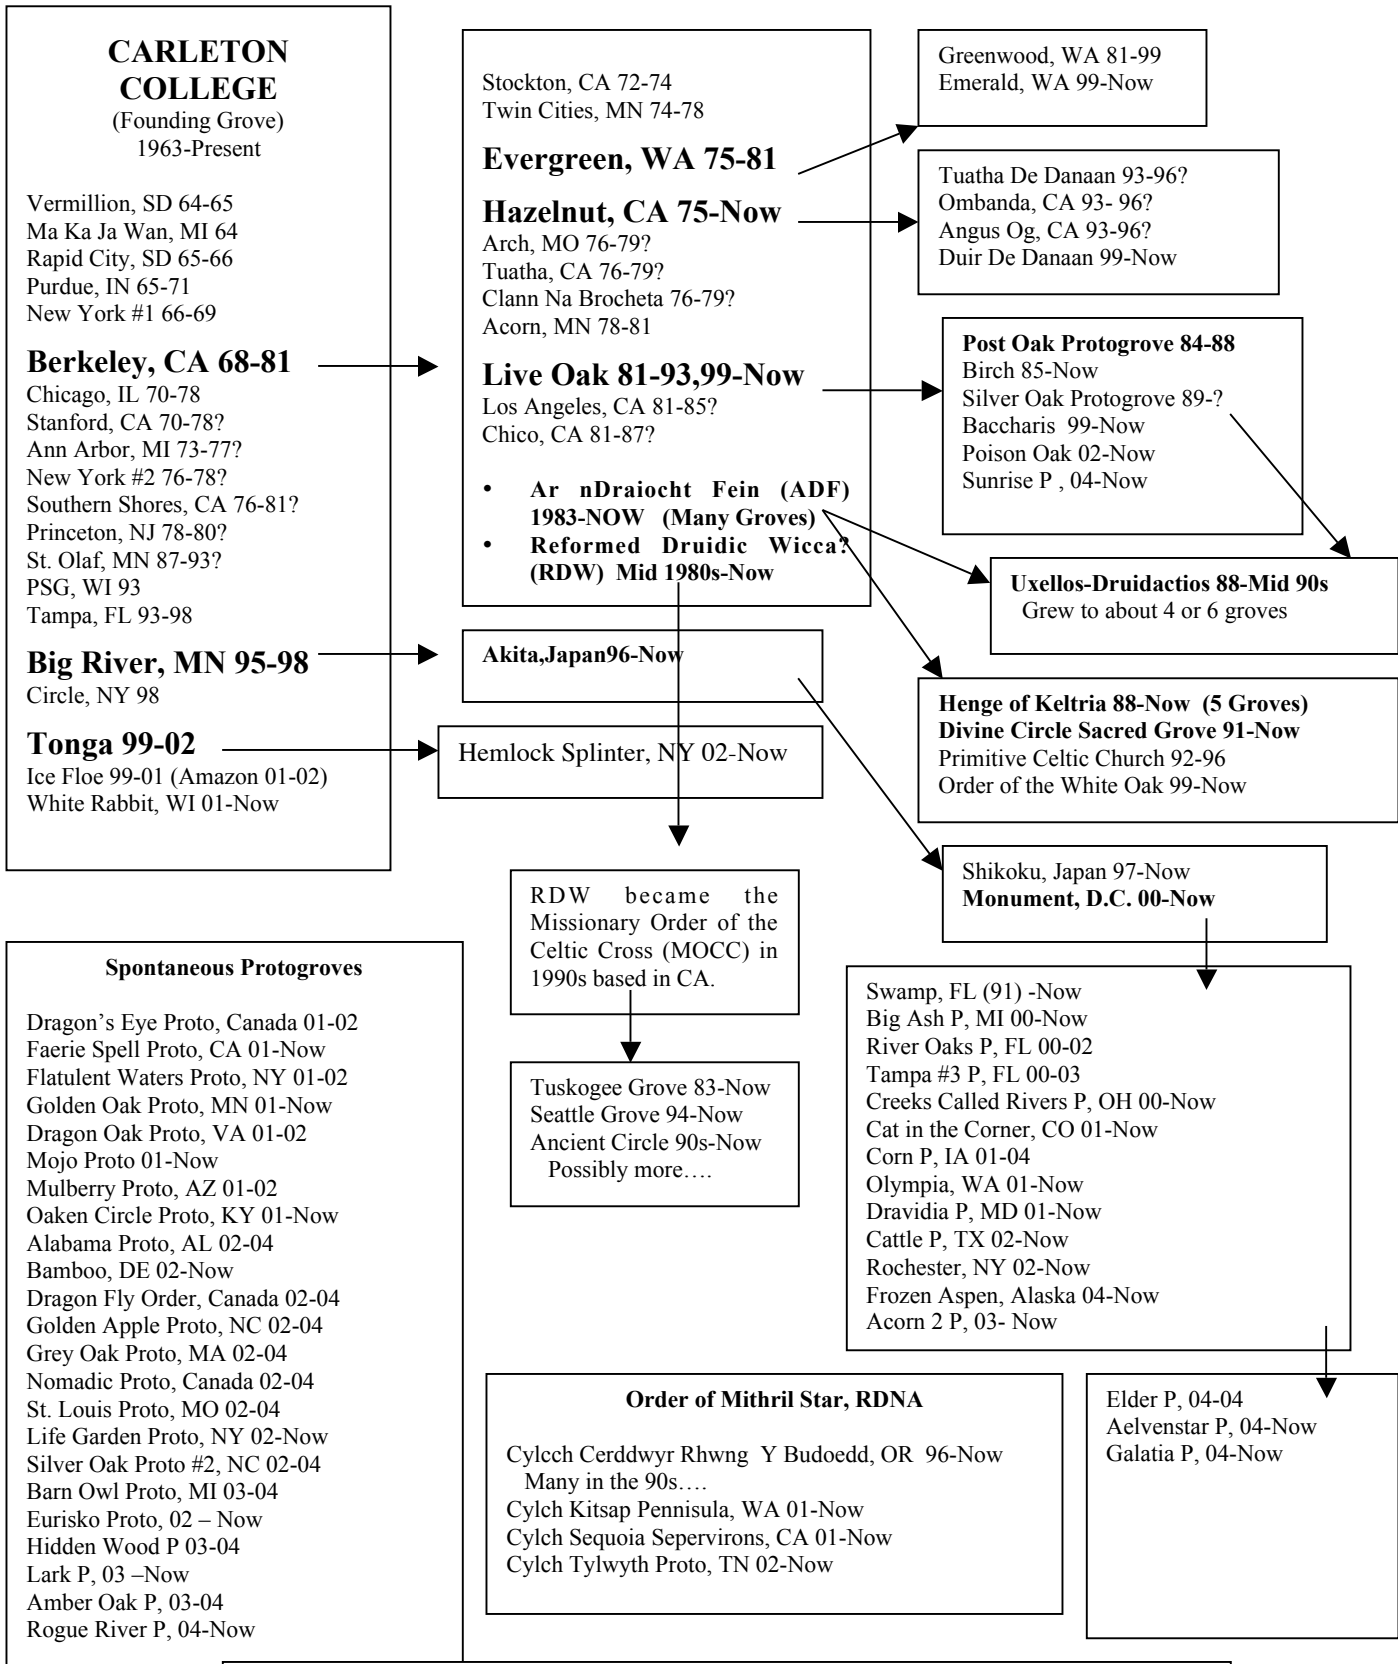 CARLETON
COLLEGE
(Founding Grove)
1963-Present
Vermillion, SD 64-65
Ma Ka Ja Wan, MI 64
Rapid City, SD 65-66
Purdue, IN 65-71
New York #1 66-69
Berkeley, CA 68-81
Chicago, IL 70-78
Stanford, CA 70-78?
Ann Arbor, MI 73-77?
New York #2 76-78?
Southern Shores, CA 76-81?
Princeton, NJ 78-80?
St. Olaf, MN 87-93?
PSG, WI 93
Tampa, FL 93-98
Big River, MN 95-98
Circle, NY 98
Tonga 99-02
Ice Floe 99-01 (Amazon 01-02)
White Rabbit, WI 01-Now
Stockton, CA 72-74
Twin Cities, MN 74-78
Evergreen, WA 75-81
Hazelnut, CA 75-Now
Arch, MO 76-79?
Tuatha, CA 76-79?
Clann Na Brocheta 76-79?
Acorn, MN 78-81
Live Oak 81-93,99-Now
Los Angeles, CA 81-85?
Chico, CA 81-87?
• Ar nDraiocht Fein (ADF)
1983-NOW (Many Groves)
• Reformed Druidic Wicca?
(RDW) Mid 1980s-Now
Greenwood, WA 81-99
Emerald, WA 99-Now
Tuatha De Danaan 93-96?
Ombanda, CA 93- 96?
Angus Og, CA 93-96?
Duir De Danaan 99-Now
Post Oak Protogrove 84-88
Birch 85-Now
Silver Oak Protogrove 89-?
Baccharis 99-Now
Poison Oak 02-Now
Sunrise P , 04-Now
Uxellos-Druidactios 88-Mid 90s
Grew to about 4 or 6 groves
Akita,Japan96-Now
Hemlock Splinter, NY 02-Now
Henge of Keltria 88-Now (5 Groves)
Divine Circle Sacred Grove 91-Now
Primitive Celtic Church 92-96
Order of the White Oak 99-Now
Shikoku, Japan 97-Now
Monument, D.C. 00-Now
RDW became the
Missionary Order of the
Celtic Cross (MOCC) in
1990s based in CA.
Tuskogee Grove 83-Now
Seattle Grove 94-Now
Ancient Circle 90s-Now
Possibly more….
Swamp, FL (91) -Now
Big Ash P, MI 00-Now
River Oaks P, FL 00-02
Tampa #3 P, FL 00-03
Creeks Called Rivers P, OH 00-Now
Cat in the Corner, CO 01-Now
Corn P, IA 01-04
Olympia, WA 01-Now
Dravidia P, MD 01-Now
Cattle P, TX 02-Now
Rochester, NY 02-Now
Frozen Aspen, Alaska 04-Now
Acorn 2 P, 03- Now
Spontaneous Protogroves
Dragon’s Eye Proto, Canada 01-02
Faerie Spell Proto, CA 01-Now
Flatulent Waters Proto, NY 01-02
Golden Oak Proto, MN 01-Now
Dragon Oak Proto, VA 01-02
Mojo Proto 01-Now
Mulberry Proto, AZ 01-02
Oaken Circle Proto, KY 01-Now
Alabama Proto, AL 02-04
Bamboo, DE 02-Now
Dragon Fly Order, Canada 02-04
Golden Apple Proto, NC 02-04
Grey Oak Proto, MA 02-04
Nomadic Proto, Canada 02-04
St. Louis Proto, MO 02-04
Life Garden Proto, NY 02-Now
Silver Oak Proto #2, NC 02-04
Barn Owl Proto, MI 03-04
Eurisko Proto, 02 – Now
Hidden Wood P 03-04
Lark P, 03 –Now
Amber Oak P, 03-04
Rogue River P, 04-Now
Order of Mithril Star, RDNA
Cylcch Cerddwyr Rhwng Y Budoedd, OR 96-Now
Many in the 90s….
Cylch Kitsap Pennisula, WA 01-Now
Cylch Sequoia Sepervirons, CA 01-Now
Cylch Tylwyth Proto, TN 02-Now
Elder P, 04-04
Aelvenstar P, 04-Now
Galatia P, 04-Now